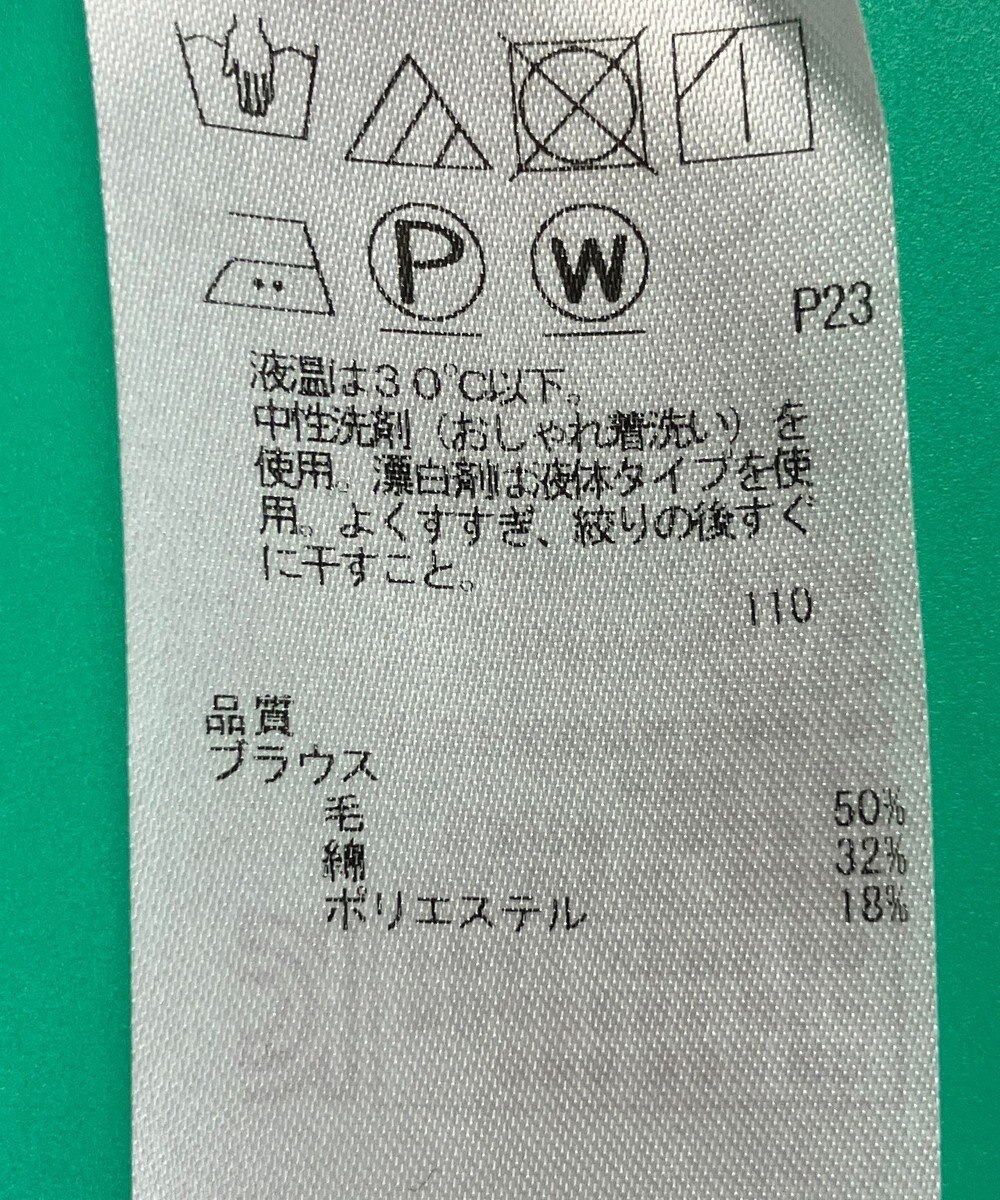 P W
P23
液温は30℃以下。
中性洗剤(おしゃれ着洗い)を
使用。漂白剤は液体タイプを使
用。よくすすぎ、絞りの後すぐ
に干すこと。
110
品質
ブラウス
毛 50%
綿 32%
ポリエステル 18%